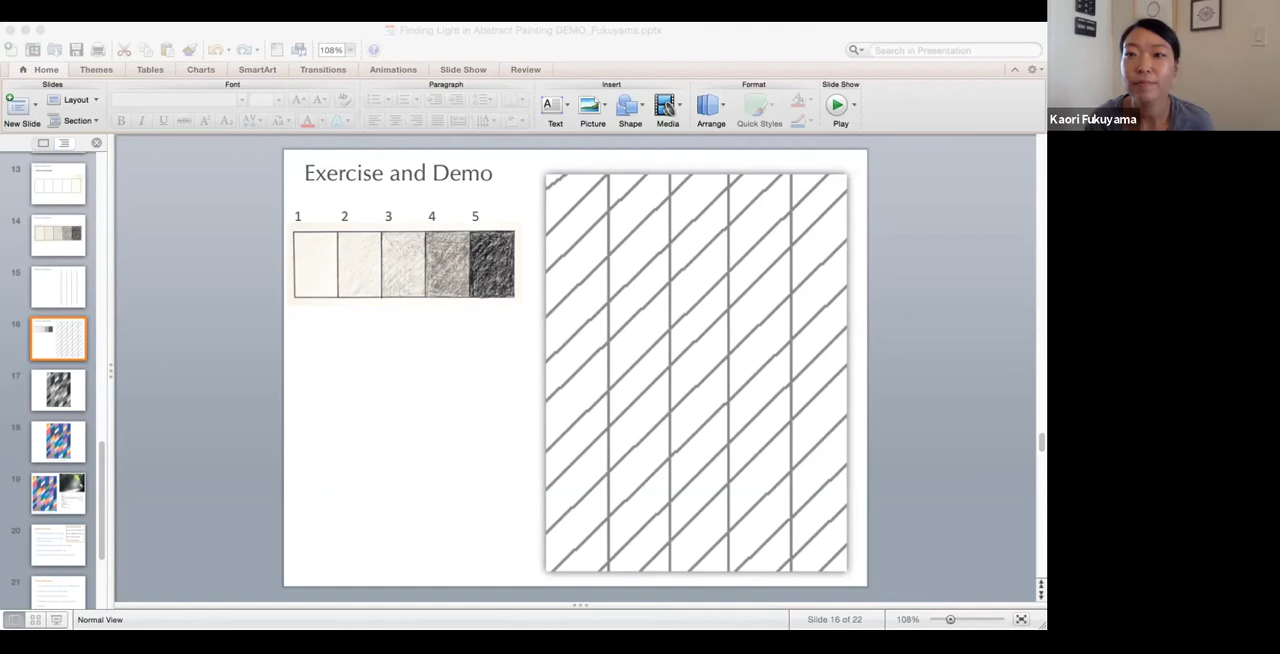 Finding Light in Abstract Painting DEMO_Fukuyama.pptx
108%
Search in Presentation
Home Themes Tables Charts SmartArt Transitions Animations Slide Show Review
Slides Font Paragraph Insert Format Slide Show
New Slide Layout Section Text Picture Shape Media Arrange Quick Styles Play
Kaori Fukuyama
13
14
15
16
17
18
19
20
21
Exercise and Demo
1 2 3 4 5
Normal View Slide 16 of 22 108%